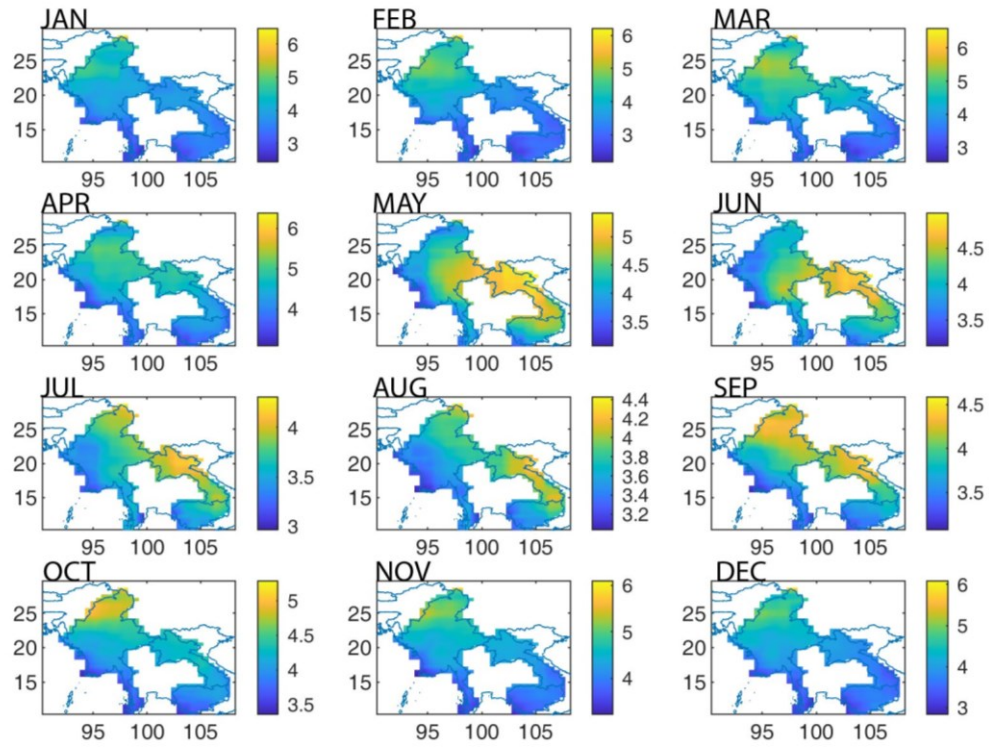 JAN FEB MAR
25 20 15 6 5 4 3 25 20 15 6 5 4 3 25 20 15 6 5 4 3
95 100 105 95 100 105 95 100 105
APR MAY JUN
25 20 15 6 5 4 25 20 15 5 4.5 4 3.5 25 20 15 4.5 4 3.5
95 100 105 95 100 105 95 100 105
JUL AUG SEP
25 20 15 4 3.5 3 25 20 15 4.4 4.2 4 3.8 3.6 3.4 3.2 25 20 15 4.5 4 3.5
95 100 105 95 100 105 95 100 105
OCT NOV DEC
25 20 15 5 4.5 4 3.5 25 20 15 6 5 4 25 20 15 6 5 4 3
95 100 105 95 100 105 95 100 105